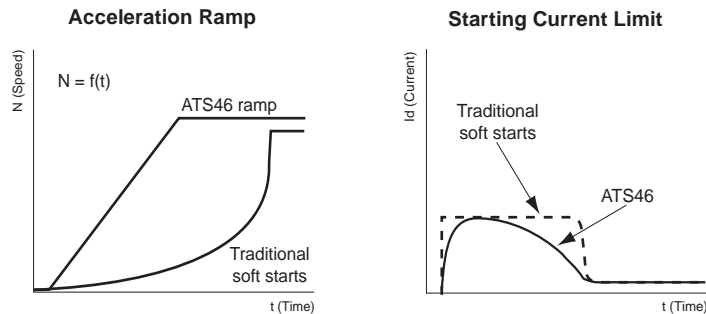 Acceleration Ramp
N (Speed)
N = f(t)
ATS46 ramp
Traditional
soft starts
t (Time)
Starting Current Limit
Id (Current)
Traditional
soft starts
ATS46
t (Time)